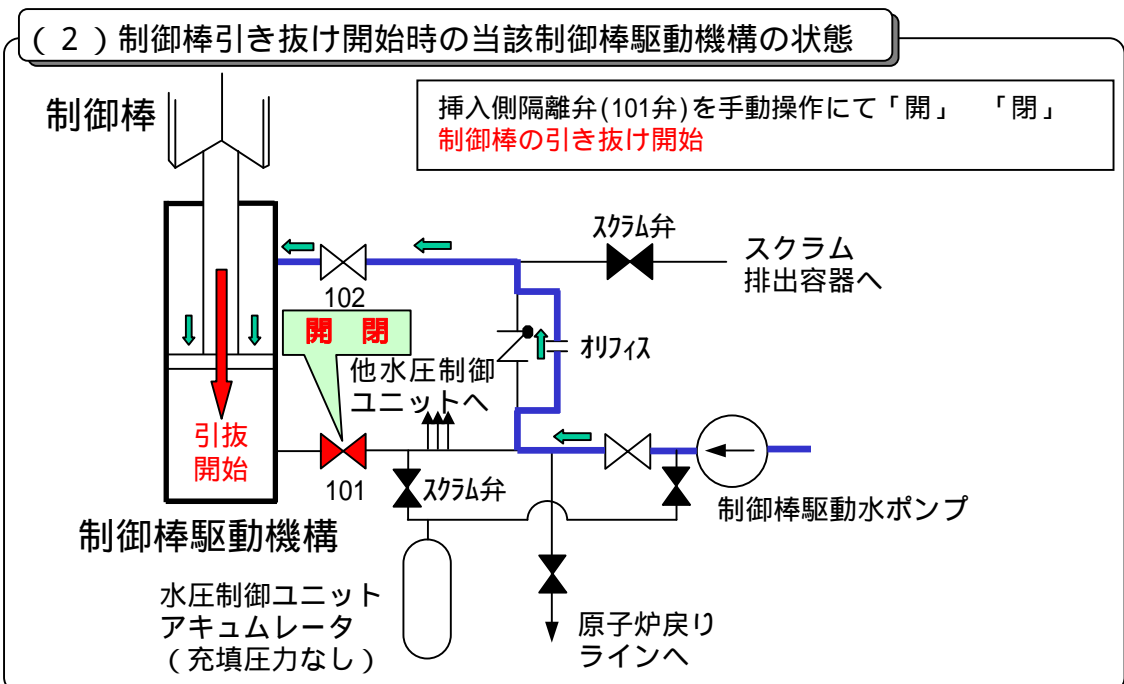 (2)制御棒引き抜け開始時の当該制御棒駆動機構の状態
制御棒
挿入側隔離弁(101弁)を手動操作にて「開」 「閉」
制御棒の引き抜け開始
スクラム弁
スクラム
排出容器へ
102
開 閉
オリフィス
他水圧制御
ユニットへ
引抜
開始
101
スクラム弁
制御棒駆動水ポンプ
制御棒駆動機構
水圧制御ユニット
アキュムレータ
(充填圧力なし)
原子炉戻り
ラインへ